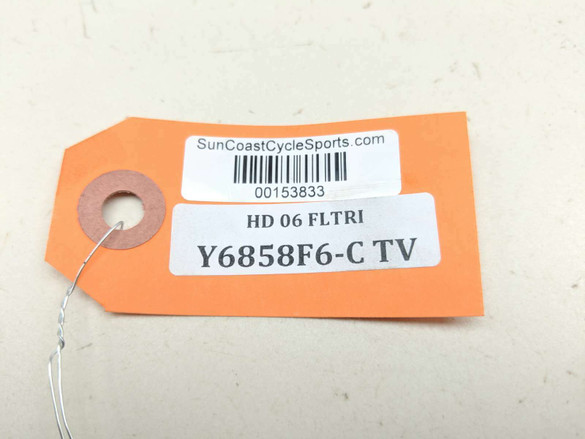 SunCoastCycleSports.com
00153833
HD 06 FLTRI
Y6858F6-C TV